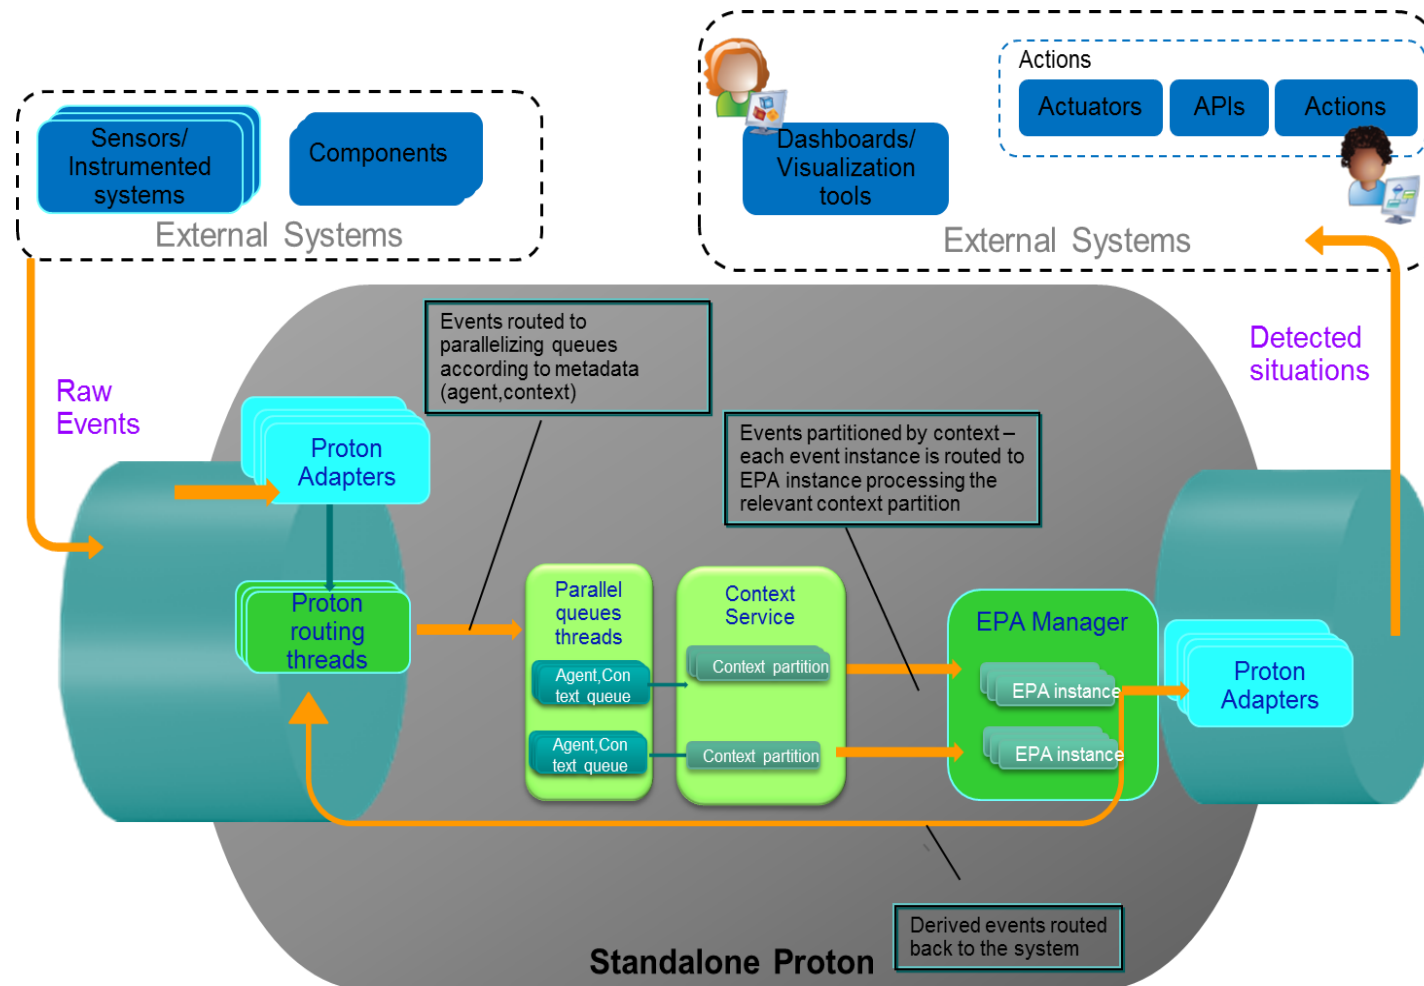 Sensors/
Instrumented
systems
Components
External Systems
Dashboards/
Visualization
tools
Actions
Actuators
APIs
Actions
External Systems
Raw
Events
Detected
situations
Events routed to
parallelizing queues
according to metadata
(agent,context)
Events partitioned by context –
each event instance is routed to
EPA instance processing the
relevant context partition
Proton
Adapters
Proton
routing
threads
Parallel
queues
threads
Agent,Con
text queue
Agent,Con
text queue
Context
Service
Context partition
Context partition
EPA Manager
EPA instance
EPA instance
Proton
Adapters
Derived events routed
back to the system
Standalone Proton